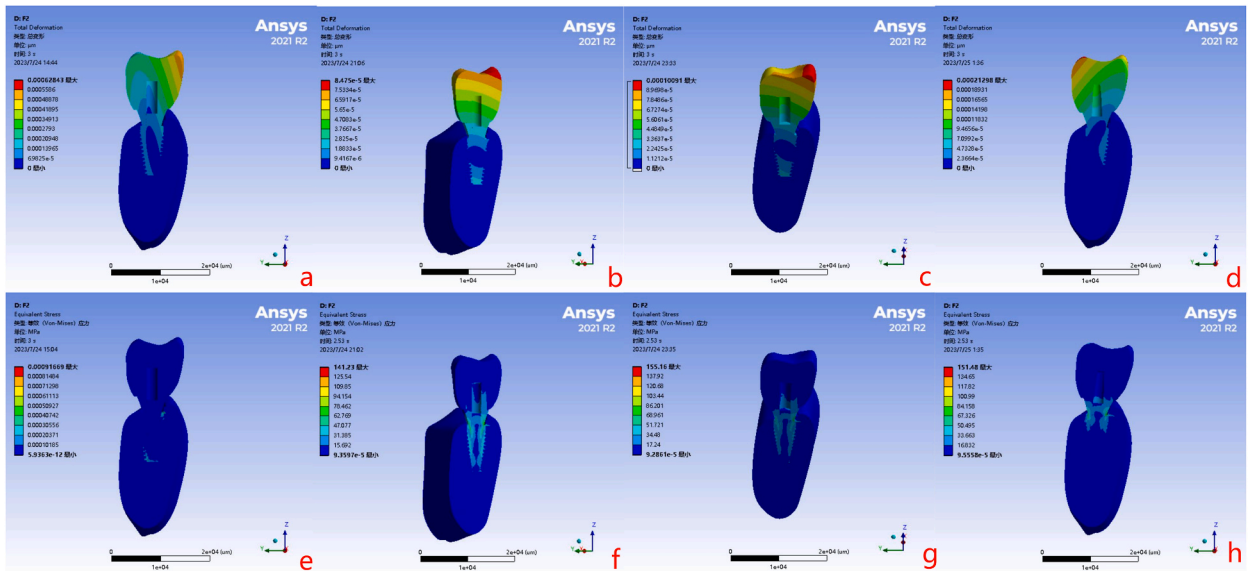 D: F2
Total Deformation
类型: 总变形
单位: μm
时间: 3 s
2023/7/24 14:44
Ansys
2021 R2
0.00062843 最大
0.0005586
0.00048878
0.00041895
0.00034913
0.0002793
0.00020948
0.00013965
6.9825e-5
0 最小
0
2e+04 (um)
1e+04
Z
Y
X
a
D: F2
Total Deformation
类型: 总变形
单位: μm
时间: 3 s
2023/7/24 21:06
Ansys
2021 R2
8.475e-5 最大
7.5334e-5
6.5917e-5
5.65e-5
4.7083e-5
3.7667e-5
2.825e-5
1.8833e-5
9.4167e-6
0 最小
0
2e+04 (um)
1e+04
Z
Y
b
D: F2
Total Deformation
类型: 总变形
单位: μm
时间: 3 s
2023/7/24 23:33
Ansys
2021 R2
0.00010091 最大
8.9698e-5
7.8486e-5
6.7274e-5
5.6061e-5
4.4849e-5
3.3637e-5
2.2425e-5
1.1212e-5
0 最小
0
2e+04 (um)
1e+04
Y
c
D: F2
Total Deformation
类型: 总变形
单位: μm
时间: 3 s
2023/7/25 1:36
Ansys
2021 R2
0.00021298 最大
0.00018931
0.00016565
0.00014198
0.00011832
9.4656e-5
7.0992e-5
4.7328e-5
2.3664e-5
0 最小
0
2e+04 (um)
1e+04
Z
Y
X
d
D: F2
Equivalent Stress
类型: 等效 (Von-Mises) 应力
单位: MPa
时间: 3 s
2023/7/24 15:04
Ansys
2021 R2
0.00091669 最大
0.00081484
0.00071298
0.00061113
0.00050927
0.00040742
0.00030556
0.00020371
0.00010185
5.9363e-12 最小
0
2e+04 (um)
1e+04
Z
Y
X
e
D: F2
Equivalent Stress
类型: 等效 (Von-Mises) 应力
单位: MPa
时间: 2.53 s
2023/7/24 21:02
Ansys
2021 R2
141.23 最大
125.54
109.85
94.154
78.462
62.769
47.077
31.385
15.692
9.3597e-5 最小
0
2e+04 (um)
1e+04
Z
Y
f
D: F2
Equivalent Stress
类型: 等效 (Von-Mises) 应力
单位: MPa
时间: 2.53 s
2023/7/24 23:35
Ansys
2021 R2
155.16 最大
137.92
120.68
103.44
86.201
68.961
51.721
34.48
17.24
9.2861e-5 最小
0
2e+04 (um)
1e+04
Y
g
D: F2
Equivalent Stress
类型: 等效 (Von-Mises) 应力
单位: MPa
时间: 2.53 s
2023/7/25 1:35
Ansys
2021 R2
151.48 最大
134.65
117.82
100.99
84.158
67.326
50.495
33.663
16.832
9.5558e-5 最小
0
2e+04 (um)
1e+04
Z
Y
X
h